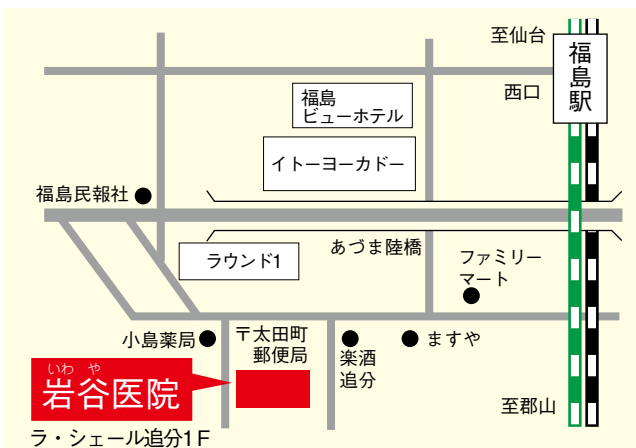 至仙台
福島駅
西口
福島
ビューホテル
イトーヨーカドー
福島民報社
あづま陸橋
ラウンド1
ファミリー
マート
小島薬局
〒太田町
郵便局
楽酒
追分
ますや
いわ や
岩谷医院
至郡山
ラ・シェール追分1F